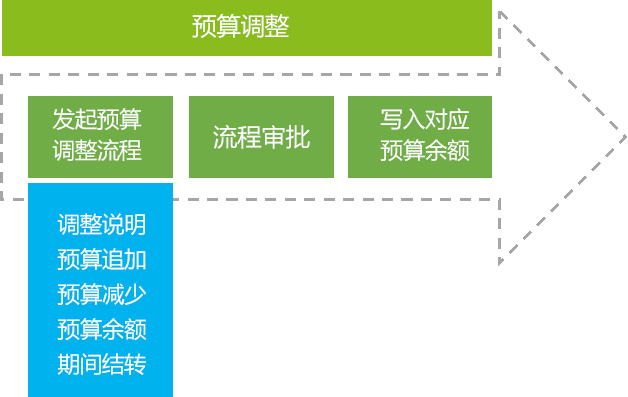 预算调整
发起预算
调整流程
流程审批
写入对应
预算余额
调整说明
预算追加
预算减少
预算余额
期间结转